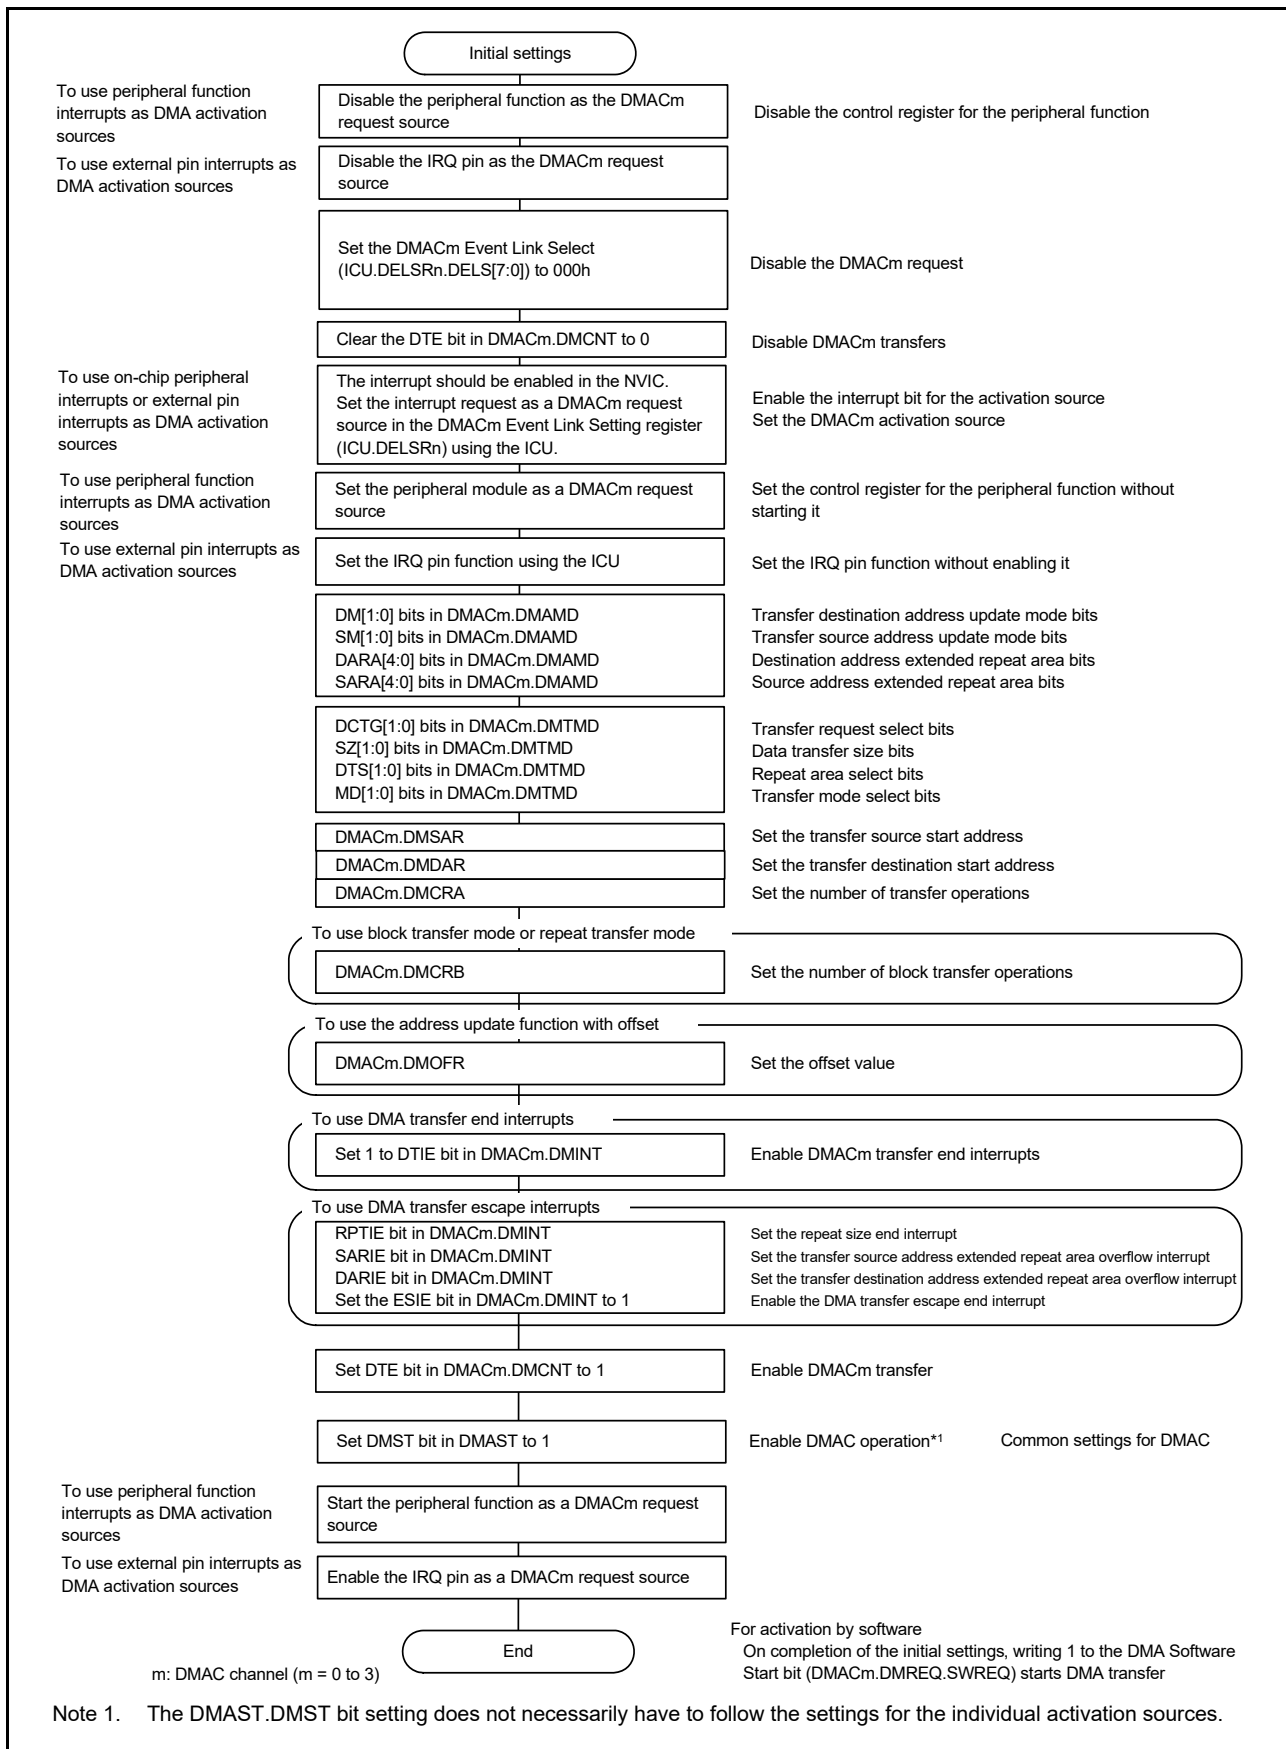 Initial settings
To use peripheral function
interrupts as DMA activation
sources
Disable the peripheral function as the DMACm
request source
Disable the control register for the peripheral function
To use external pin interrupts as
DMA activation sources
Disable the IRQ pin as the DMACm request
source
Set the DMACm Event Link Select
(ICU.DELSRn.DELS[7:0]) to 000h
Disable the DMACm request
Clear the DTE bit in DMACm.DMCNT to 0
Disable DMACm transfers
To use on-chip peripheral
interrupts or external pin
interrupts as DMA activation
sources
The interrupt should be enabled in the NVIC.
Set the interrupt request as a DMACm request
source in the DMACm Event Link Setting register
(ICU.DELSRn) using the ICU.
Enable the interrupt bit for the activation source
Set the DMACm activation source
To use peripheral function
interrupts as DMA activation
sources
Set the peripheral module as a DMACm request
source
Set the control register for the peripheral function without
starting it
To use external pin interrupts as
DMA activation sources
Set the IRQ pin function using the ICU
Set the IRQ pin function without enabling it
DM[1:0] bits in DMACm.DMAMD
SM[1:0] bits in DMACm.DMAMD
DARA[4:0] bits in DMACm.DMAMD
SARA[4:0] bits in DMACm.DMAMD
Transfer destination address update mode bits
Transfer source address update mode bits
Destination address extended repeat area bits
Source address extended repeat area bits
DCTG[1:0] bits in DMACm.DMTMD
SZ[1:0] bits in DMACm.DMTMD
DTS[1:0] bits in DMACm.DMTMD
MD[1:0] bits in DMACm.DMTMD
Transfer request select bits
Data transfer size bits
Repeat area select bits
Transfer mode select bits
DMACm.DMSAR
Set the transfer source start address
DMACm.DMDAR
Set the transfer destination start address
DMACm.DMCRA
Set the number of transfer operations
To use block transfer mode or repeat transfer mode
DMACm.DMCRB
Set the number of block transfer operations
To use the address update function with offset
DMACm.DMOFR
Set the offset value
To use DMA transfer end interrupts
Set 1 to DTIE bit in DMACm.DMINT
Enable DMACm transfer end interrupts
To use DMA transfer escape interrupts
RPTIE bit in DMACm.DMINT
SARIE bit in DMACm.DMINT
DARIE bit in DMACm.DMINT
Set the ESIE bit in DMACm.DMINT to 1
Set the repeat size end interrupt
Set the transfer source address extended repeat area overflow interrupt
Set the transfer destination address extended repeat area overflow interrupt
Enable the DMA transfer escape end interrupt
Set DTE bit in DMACm.DMCNT to 1
Enable DMACm transfer
Set DMST bit in DMAST to 1
Enable DMAC operation*1
Common settings for DMAC
To use peripheral function
interrupts as DMA activation
sources
Start the peripheral function as a DMACm request
source
To use external pin interrupts as
DMA activation sources
Enable the IRQ pin as a DMACm request source
End
For activation by software
On completion of the initial settings, writing 1 to the DMA Software
Start bit (DMACm.DMREQ.SWREQ) starts DMA transfer
m: DMAC channel (m = 0 to 3)
Note 1. The DMAST.DMST bit setting does not necessarily have to follow the settings for the individual activation sources.